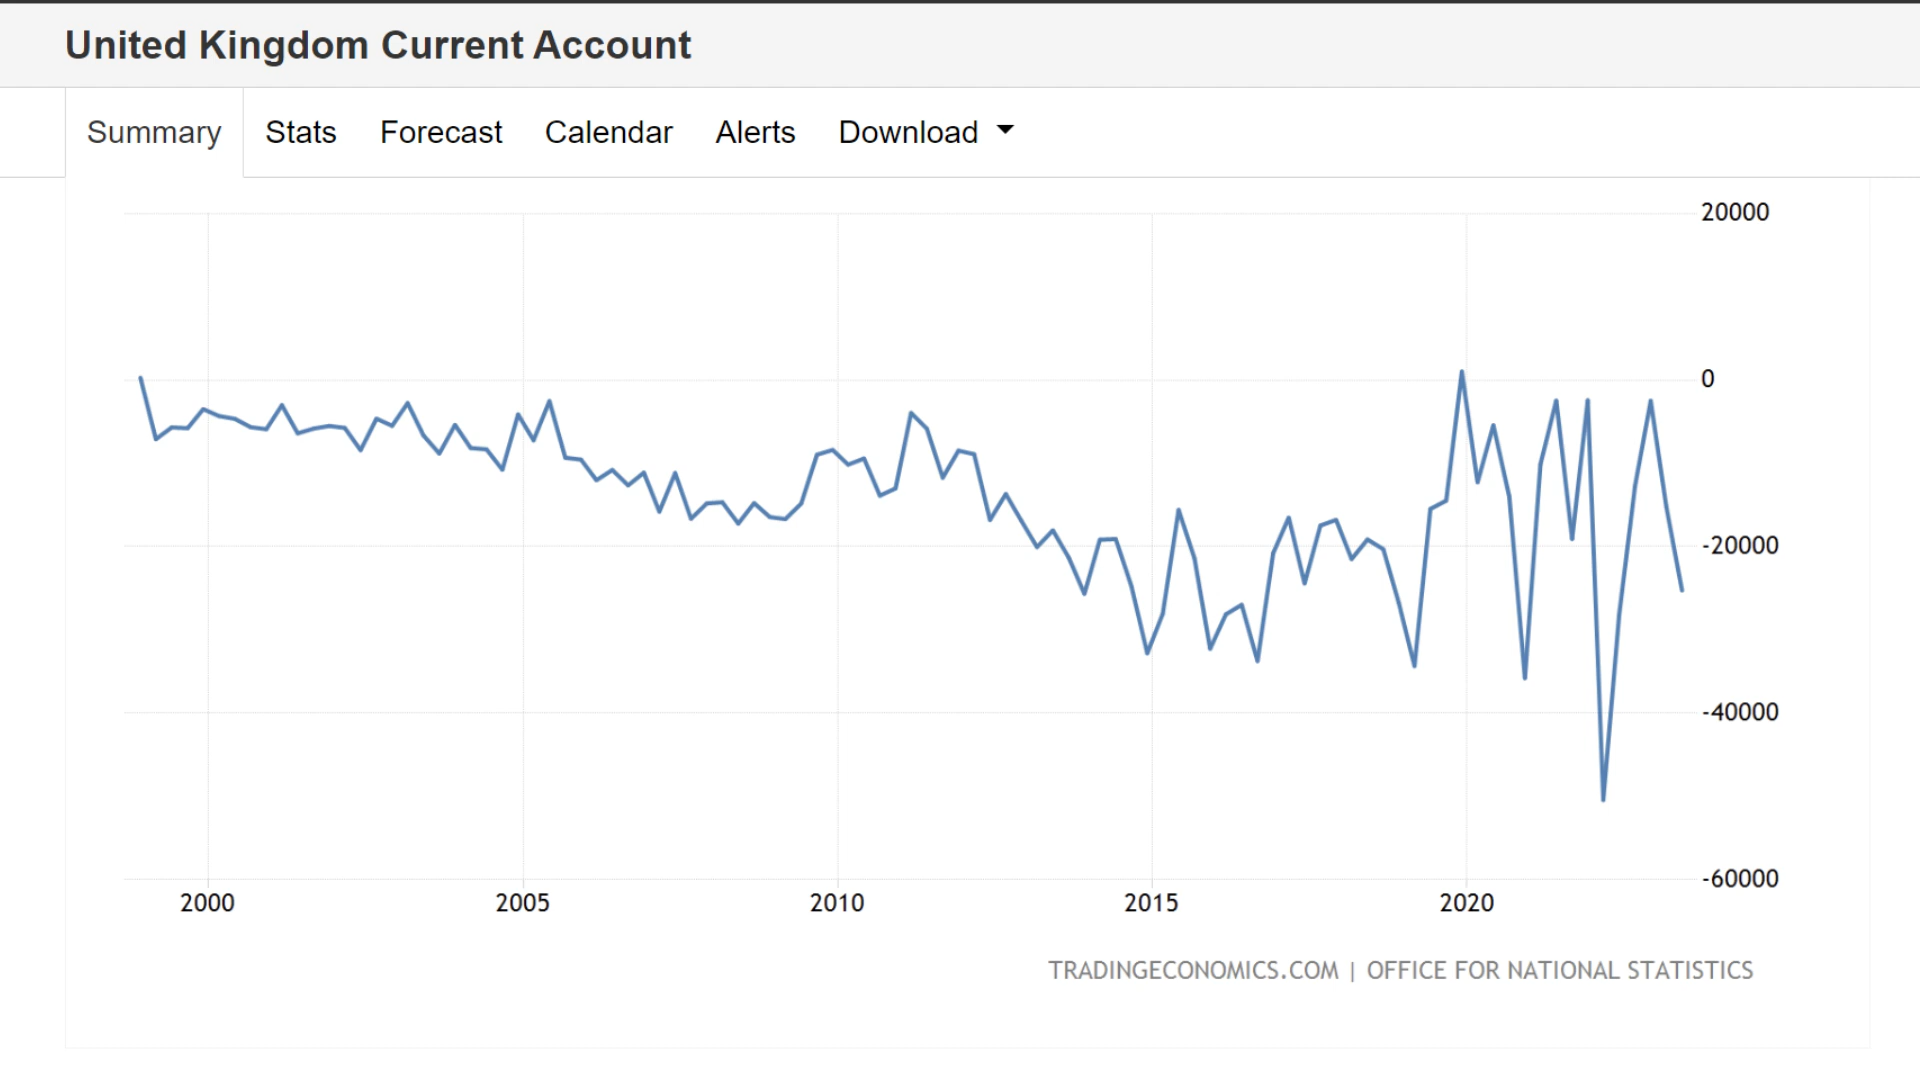 United Kingdom Current Account
Summary Stats Forecast Calendar Alerts Download
20000
0
-20000
-40000
-60000
2000 2005 2010 2015 2020
TRADINGECONOMICS.COM | OFFICE FOR NATIONAL STATISTICS